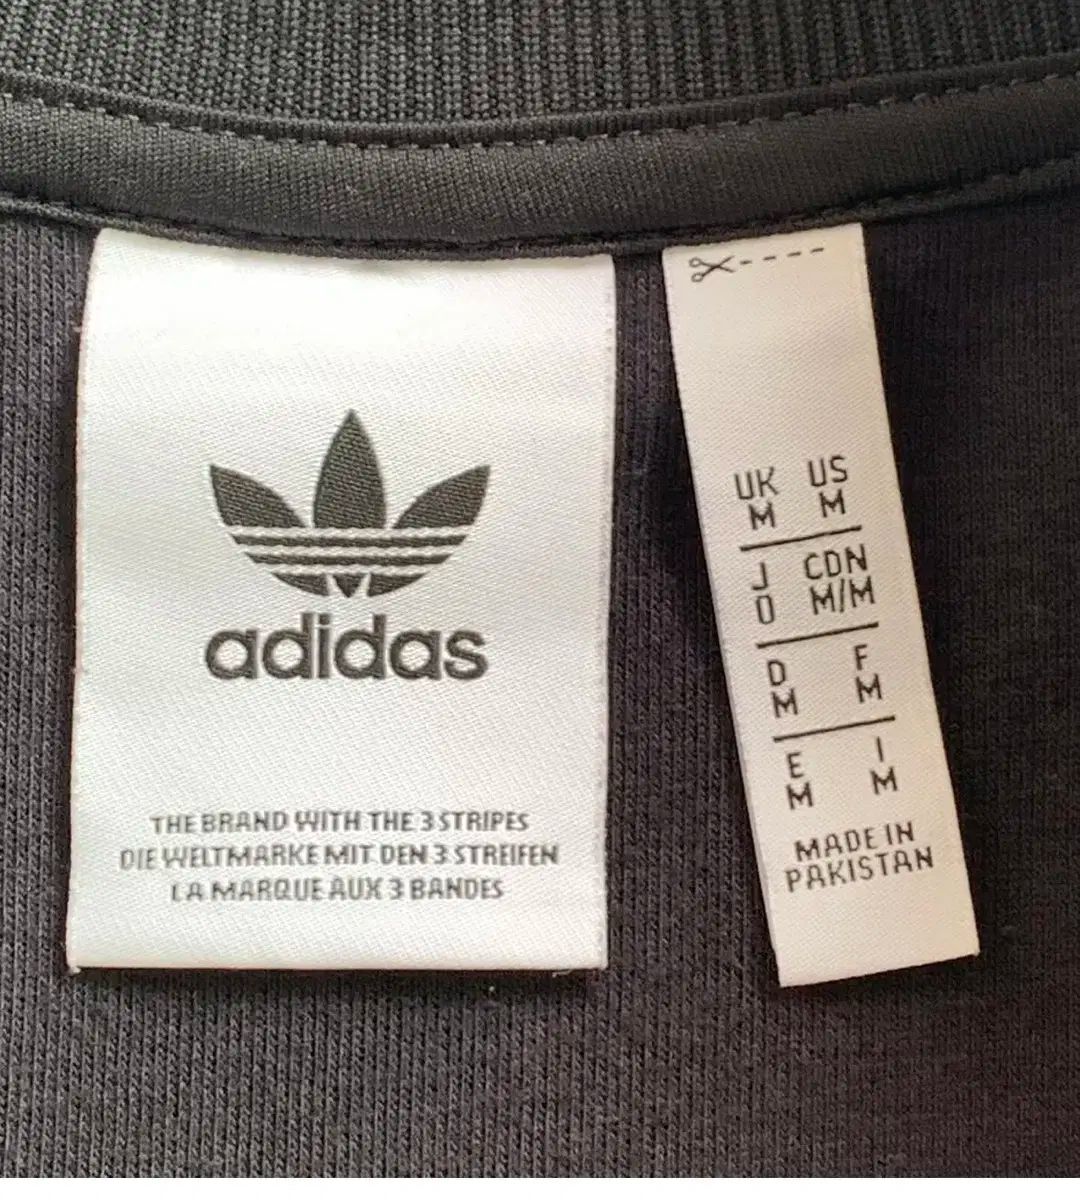 adidas
THE BRAND WITH THE 3 STRIPES
DIE WELTMARKE MIT DEN 3 STREIFEN
LA MARQUE AUX 3 BANDES
UK US
M M
J CDN
O M/M
D F
M M
E I
M M
MADE IN
PAKISTAN